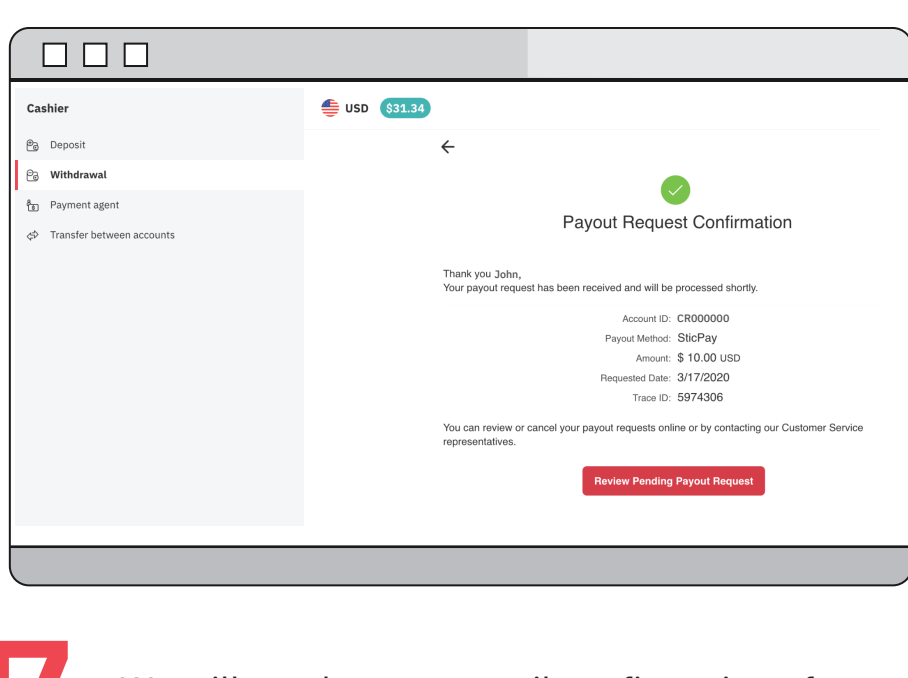 Cashier
USD $31.34
Deposit
Withdrawal
Payment agent
Transfer between accounts
Payout Request Confirmation
Thank you John,
Your payout request has been received and will be processed shortly.
Account ID: CR000000
Payout Method: SticPay
Amount: $ 10.00 USD
Requested Date: 3/17/2020
Trace ID: 5974306
You can review or cancel your payout requests online or by contacting our Customer Service
representatives.
Review Pending Payout Request